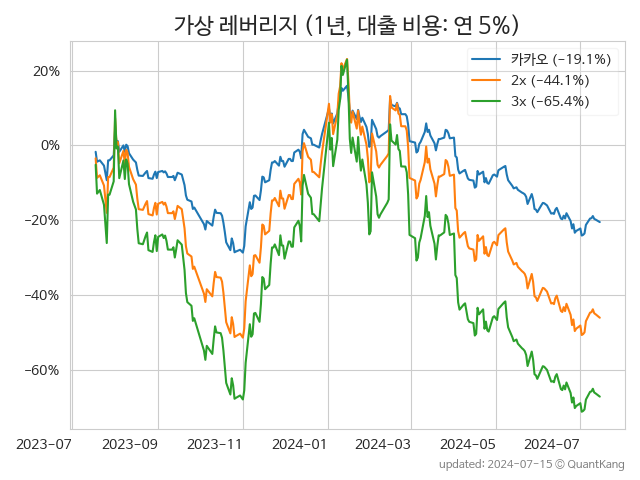 가상 레버리지 (1년, 대출 비용: 연 5%)
카카오 (−19.1%)
2x (−44.1%)
3x (−65.4%)
20%
0%
−20%
−40%
−60%
2023-07
2023-09
2023-11
2024-01
2024-03
2024-05
2024-07
updated: 2024-07-15 © QuantKang